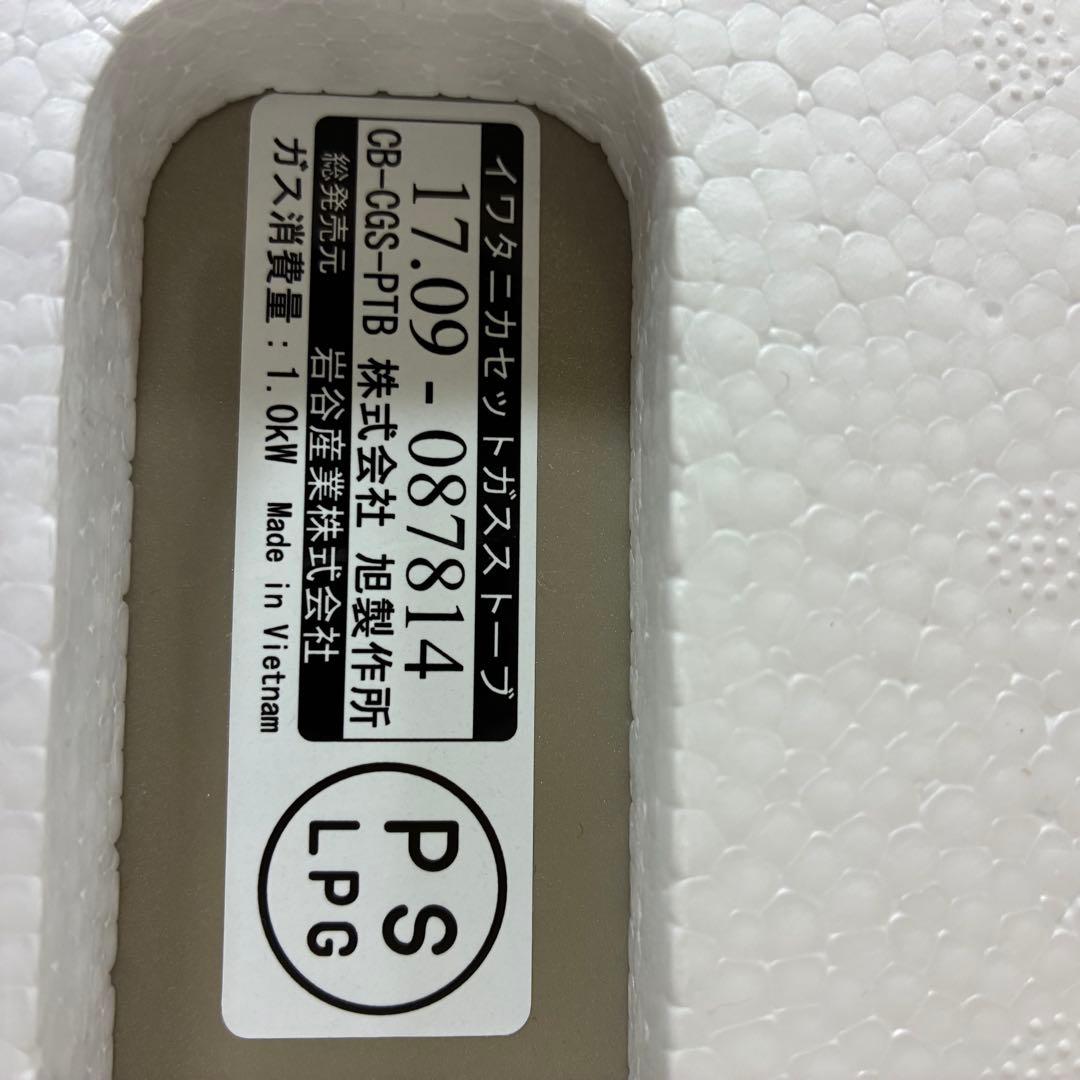 イワタニカセットガスストーブ
17.09 - 087814
CB-CGS-PTB 株式会社 旭製作所
総発売元 岩谷産業株式会社
ガス消費量：1.0kW Made in Vietnam
PS
LPG